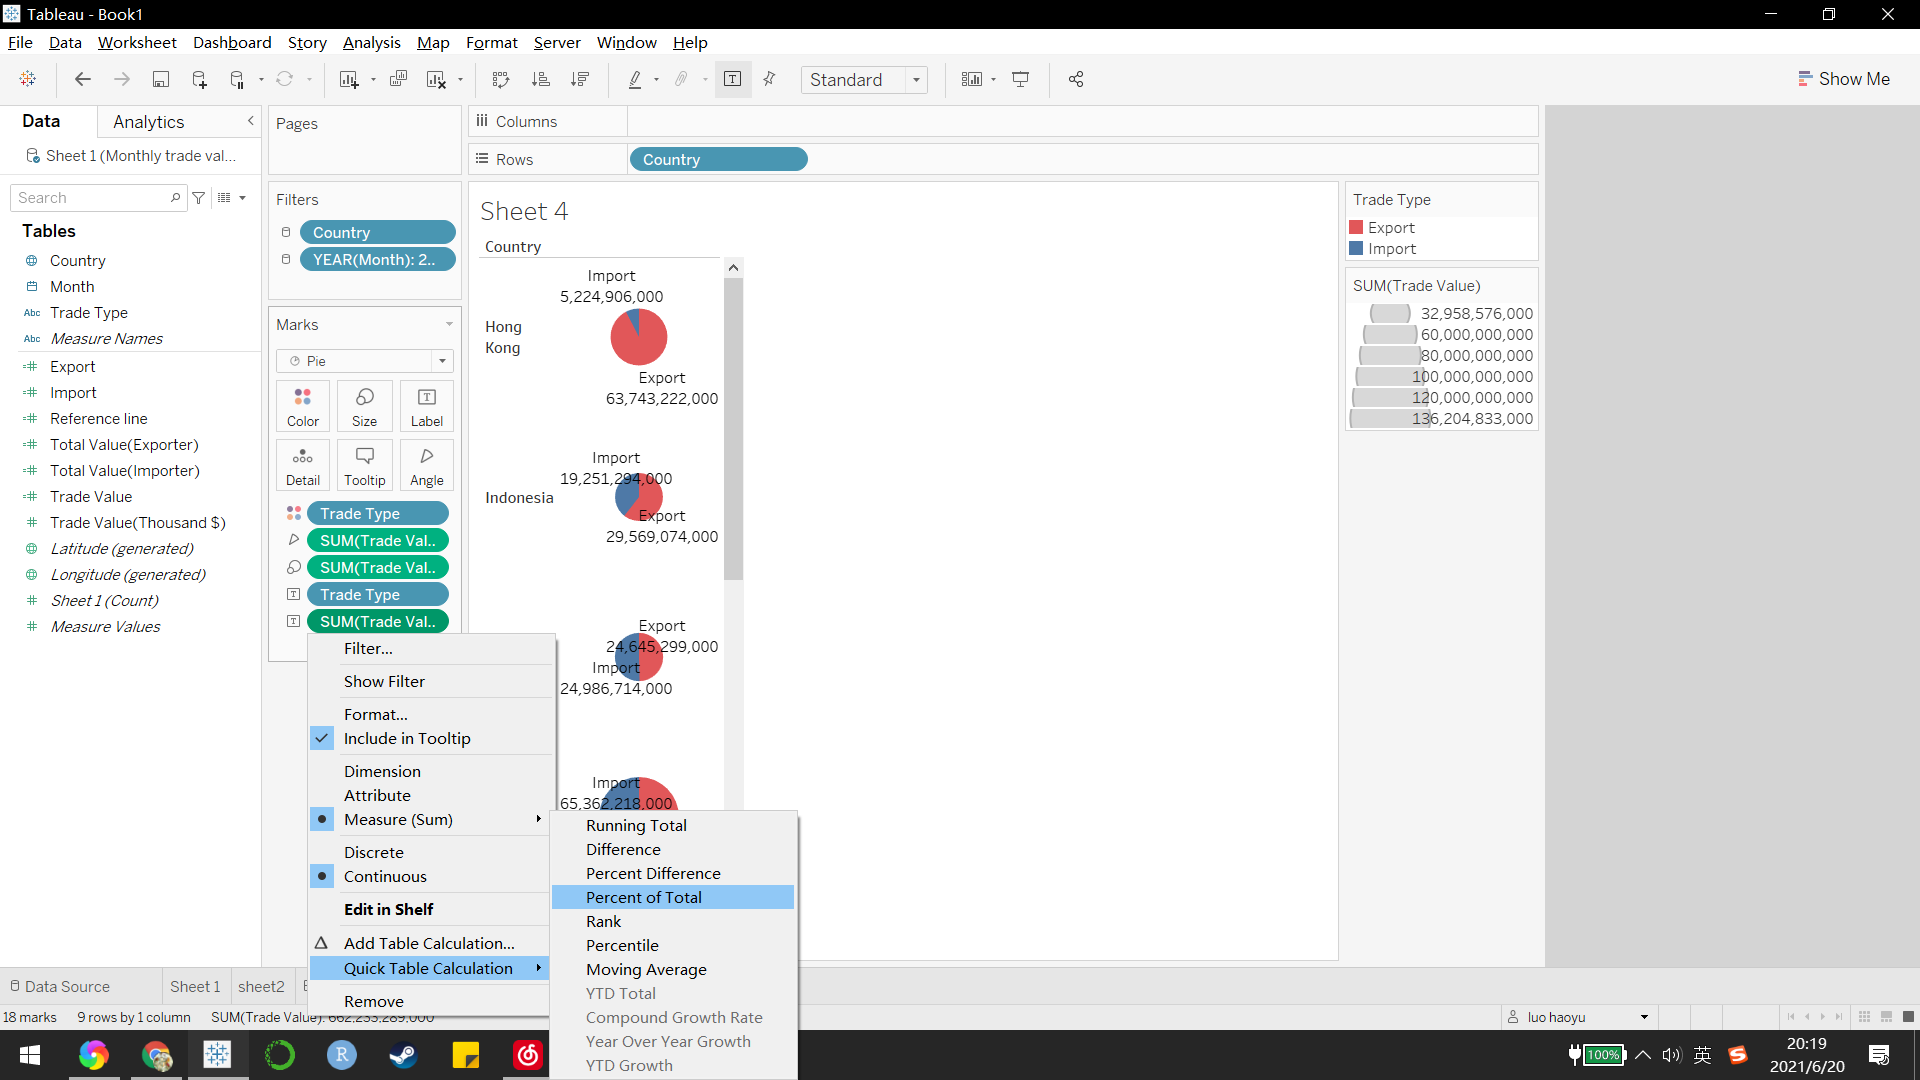 Tableau - Book1
File Data Worksheet Dashboard Story Analysis Map Format Server Window Help
Standard
Show Me
Data Analytics
Sheet 1 (Monthly trade val...
Search
Tables
Country
Month
Abc Trade Type
Abc Measure Names
Export
Import
Reference line
Total Value(Exporter)
Total Value(Importer)
Trade Value
Trade Value(Thousand $)
Latitude (generated)
Longitude (generated)
Sheet 1 (Count)
Measure Values
Pages
Filters
Country
YEAR(Month): 2..
Marks
Pie
Color Size Label
Detail Tooltip Angle
Trade Type
SUM(Trade Val..
SUM(Trade Val..
Trade Type
SUM(Trade Val..
Columns
Rows Country
Sheet 4
Country
Import
5,224,906,000
Hong
Kong
Export
63,743,222,000
Import
19,251,294,000
Indonesia
Export
29,569,074,000
Export
24,645,299,000
Import
24,986,714,000
Import
65,362,218,000
Trade Type
Export
Import
SUM(Trade Value)
32,958,576,000
60,000,000,000
80,000,000,000
100,000,000,000
120,000,000,000
136,204,833,000
Filter...
Show Filter
Format...
Include in Tooltip
Dimension
Attribute
Measure (Sum)
Discrete
Continuous
Edit in Shelf
Add Table Calculation...
Quick Table Calculation
Remove
Running Total
Difference
Percent Difference
Percent of Total
Rank
Percentile
Moving Average
YTD Total
Compound Growth Rate
Year Over Year Growth
YTD Growth
Data Source Sheet 1 sheet2
18 marks 9 rows by 1 column SUM(Trade Value): 662,233,289,000
luo haoyu
100%
英
20:19
2021/6/20